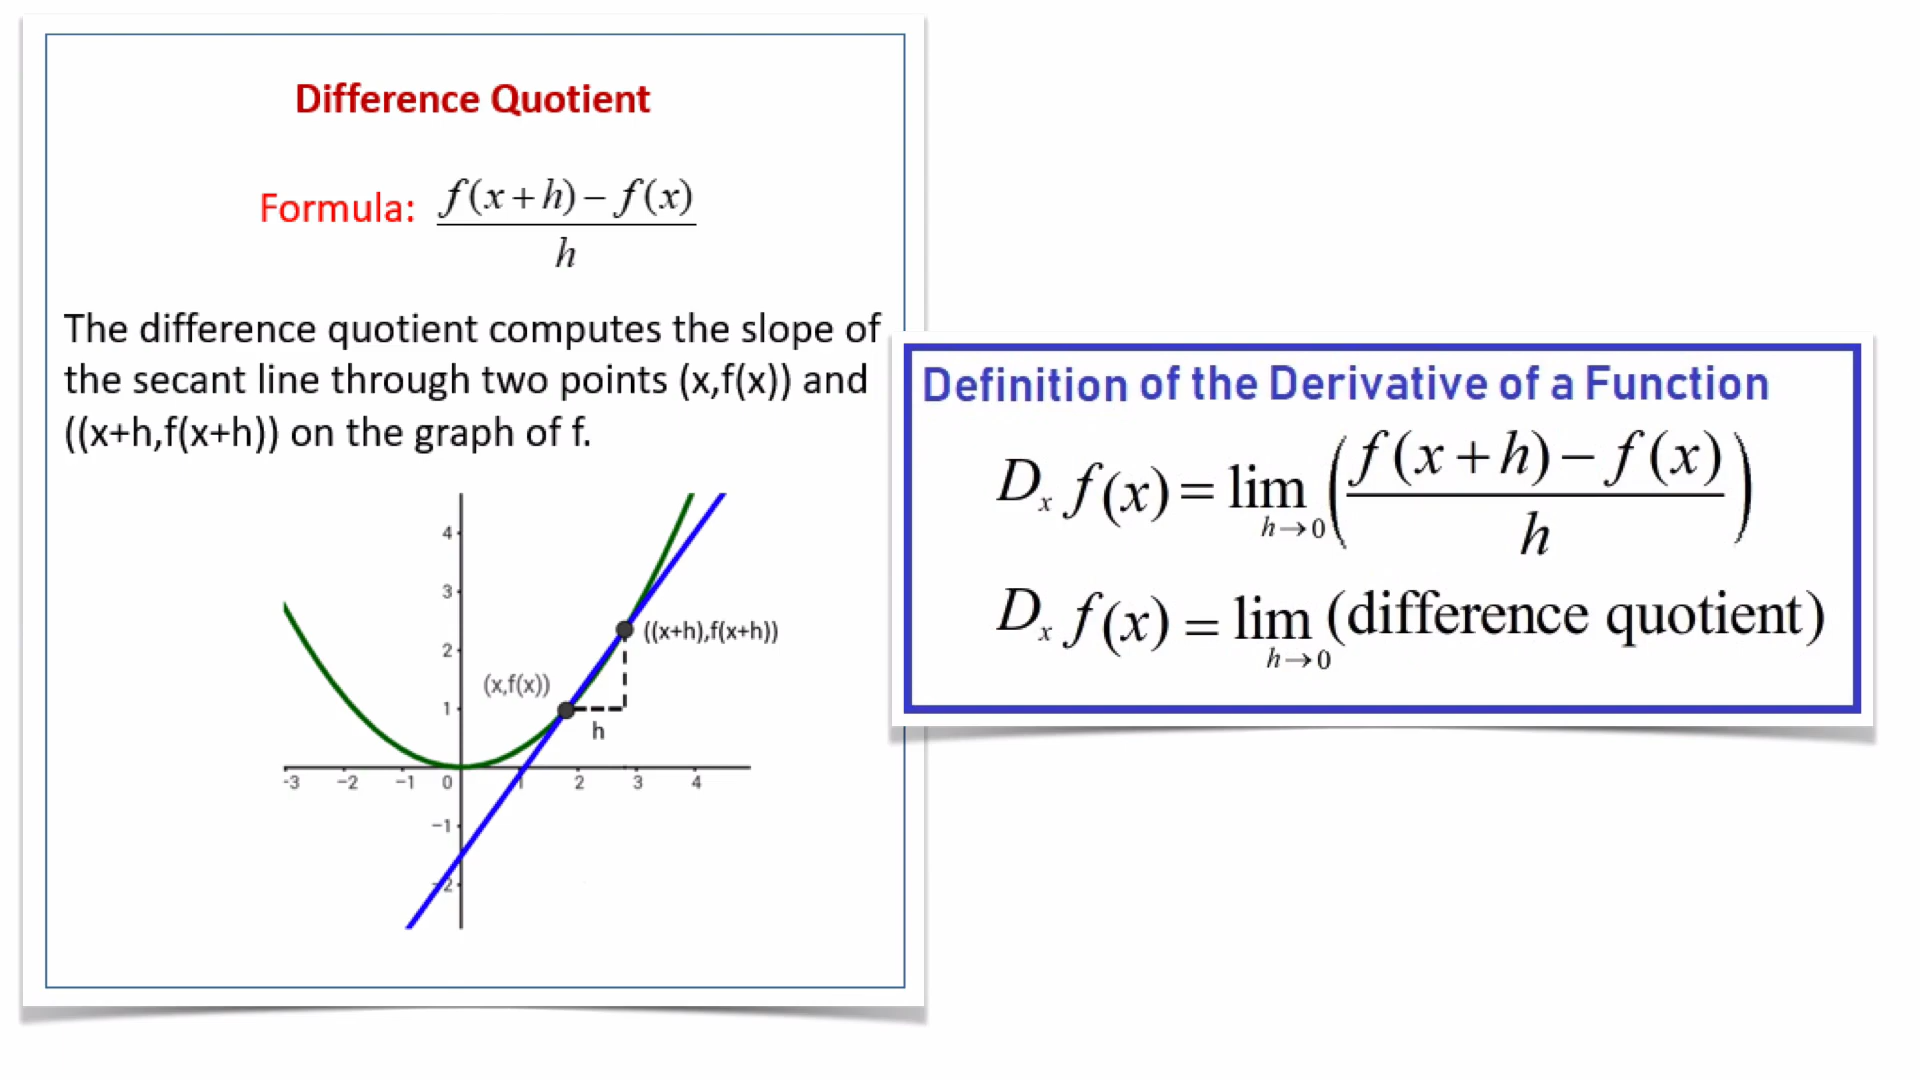 Difference Quotient
Formula: f(x+h)−f(x)
h
The difference quotient computes the slope of
the secant line through two points (x,f(x)) and
((x+h,f(x+h)) on the graph of f.
4
3
((x+h),f(x+h))
2
(x,f(x))
1
h
-3 −2 −1 0 1 2 3 4
−1
−2
Definition of the Derivative of a Function
Dx f(x) = lim h→0 (f(x+h)−f(x) / h)
Dx f(x) = lim h→0 (difference quotient)